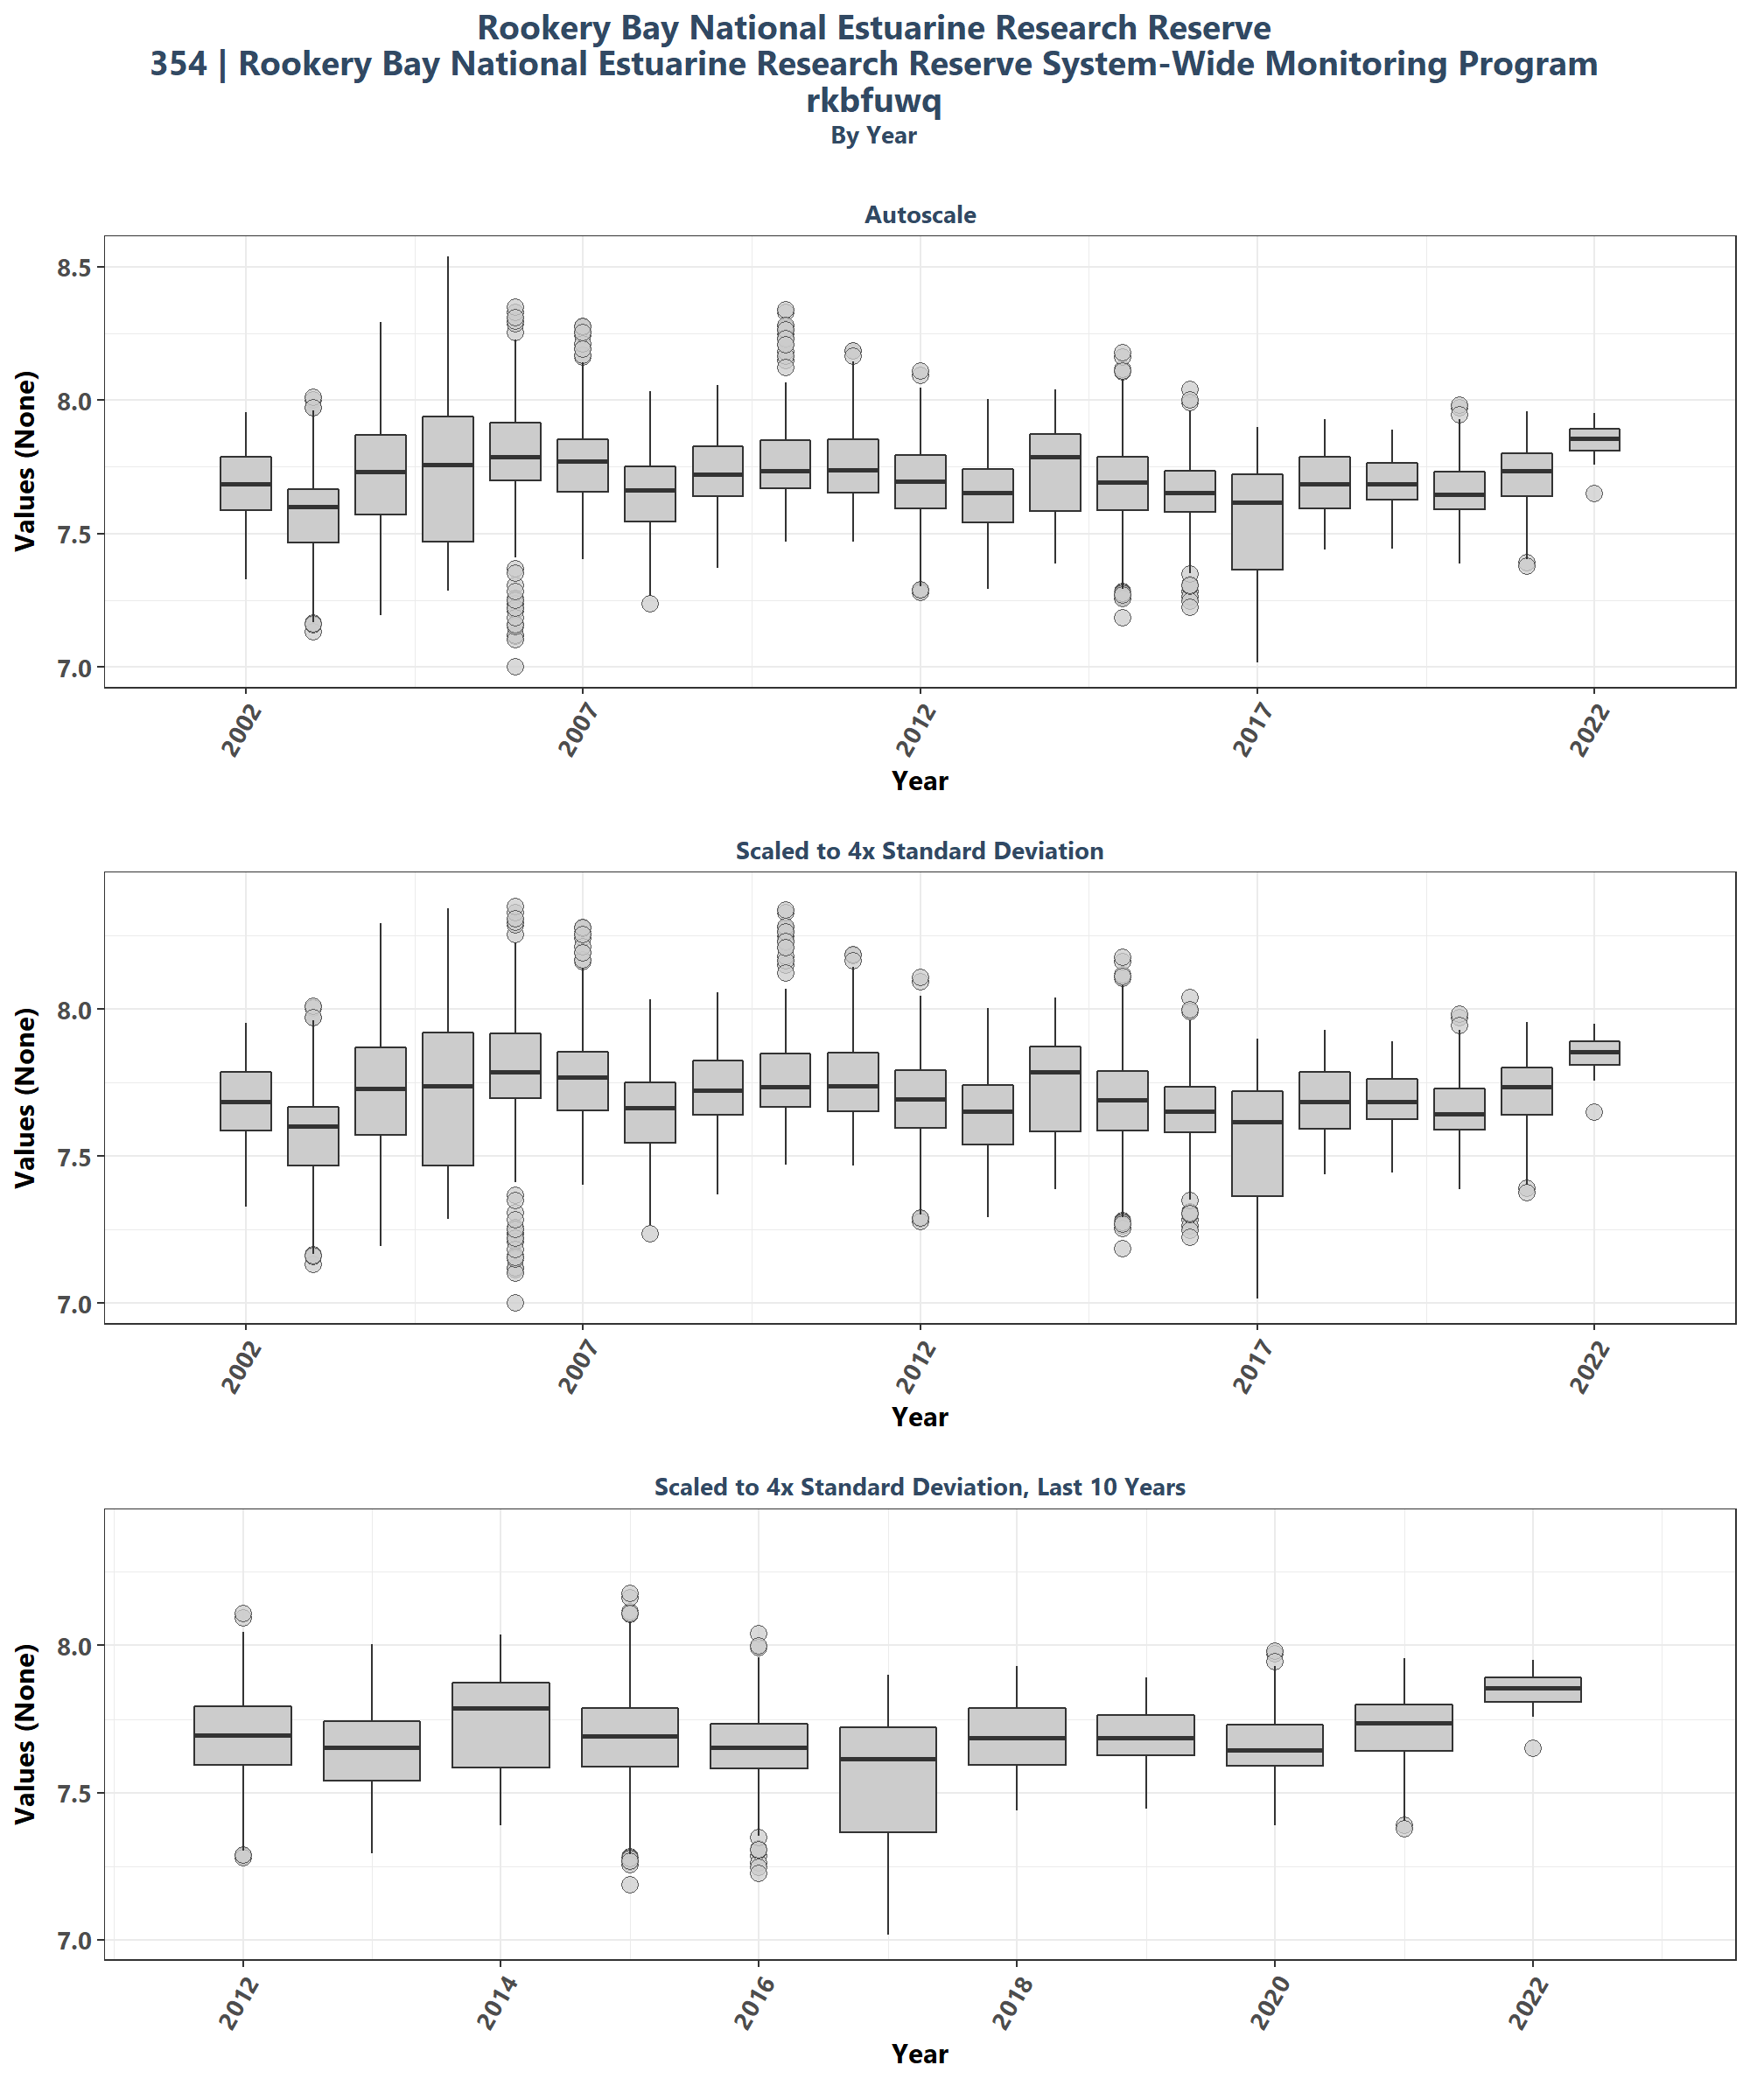 Rookery Bay National Estuarine Research Reserve
354 | Rookery Bay National Estuarine Research Reserve System-Wide Monitoring Program
rkbfuwq
By Year
Autoscale
Values (None)
8.5
8.0
7.5
7.0
2002
2007
2012
2017
2022
Year
Scaled to 4x Standard Deviation
Values (None)
8.0
7.5
7.0
2002
2007
2012
2017
2022
Year
Scaled to 4x Standard Deviation, Last 10 Years
Values (None)
8.0
7.5
7.0
2012
2014
2016
2018
2020
2022
Year